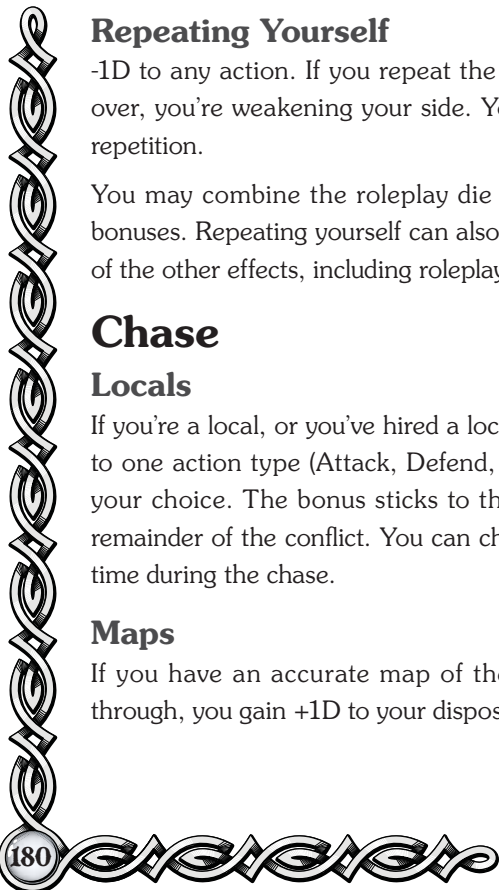 Repeating Yourself
-1D to any action. If you repeat the
over, you're weakening your side. Yo
repetition.
You may combine the roleplay die
bonuses. Repeating yourself can also
of the other effects, including roleplay
Chase
Locals
If you're a local, or you've hired a loc
to one action type (Attack, Defend,
your choice. The bonus sticks to th
remainder of the conflict. You can ch
time during the chase.
Maps
If you have an accurate map of the
through, you gain +1D to your dispos
180